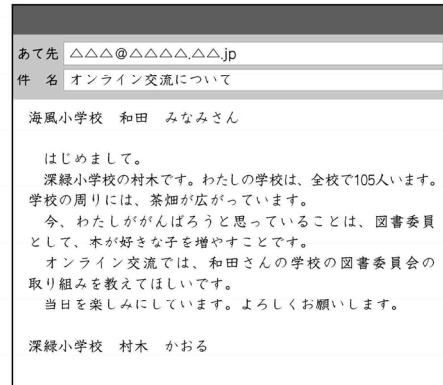 あて先 △△△@△△△△.△△.jp
件　名 オンライン交流について
海風小学校　和田　みなみさん
はじめまして。
深緑小学校の村木です。わたしの学校は、全校で105人います。
学校の周りには、茶畑が広がっています。
今、わたしががんばろうと思っていることは、図書委員
として、本が好きな子を増やすことです。
オンライン交流では、和田さんの学校の図書委員会の
取り組みを教えてほしいです。
当日を楽しみにしています。よろしくお願いします。
深緑小学校　村木　かおる